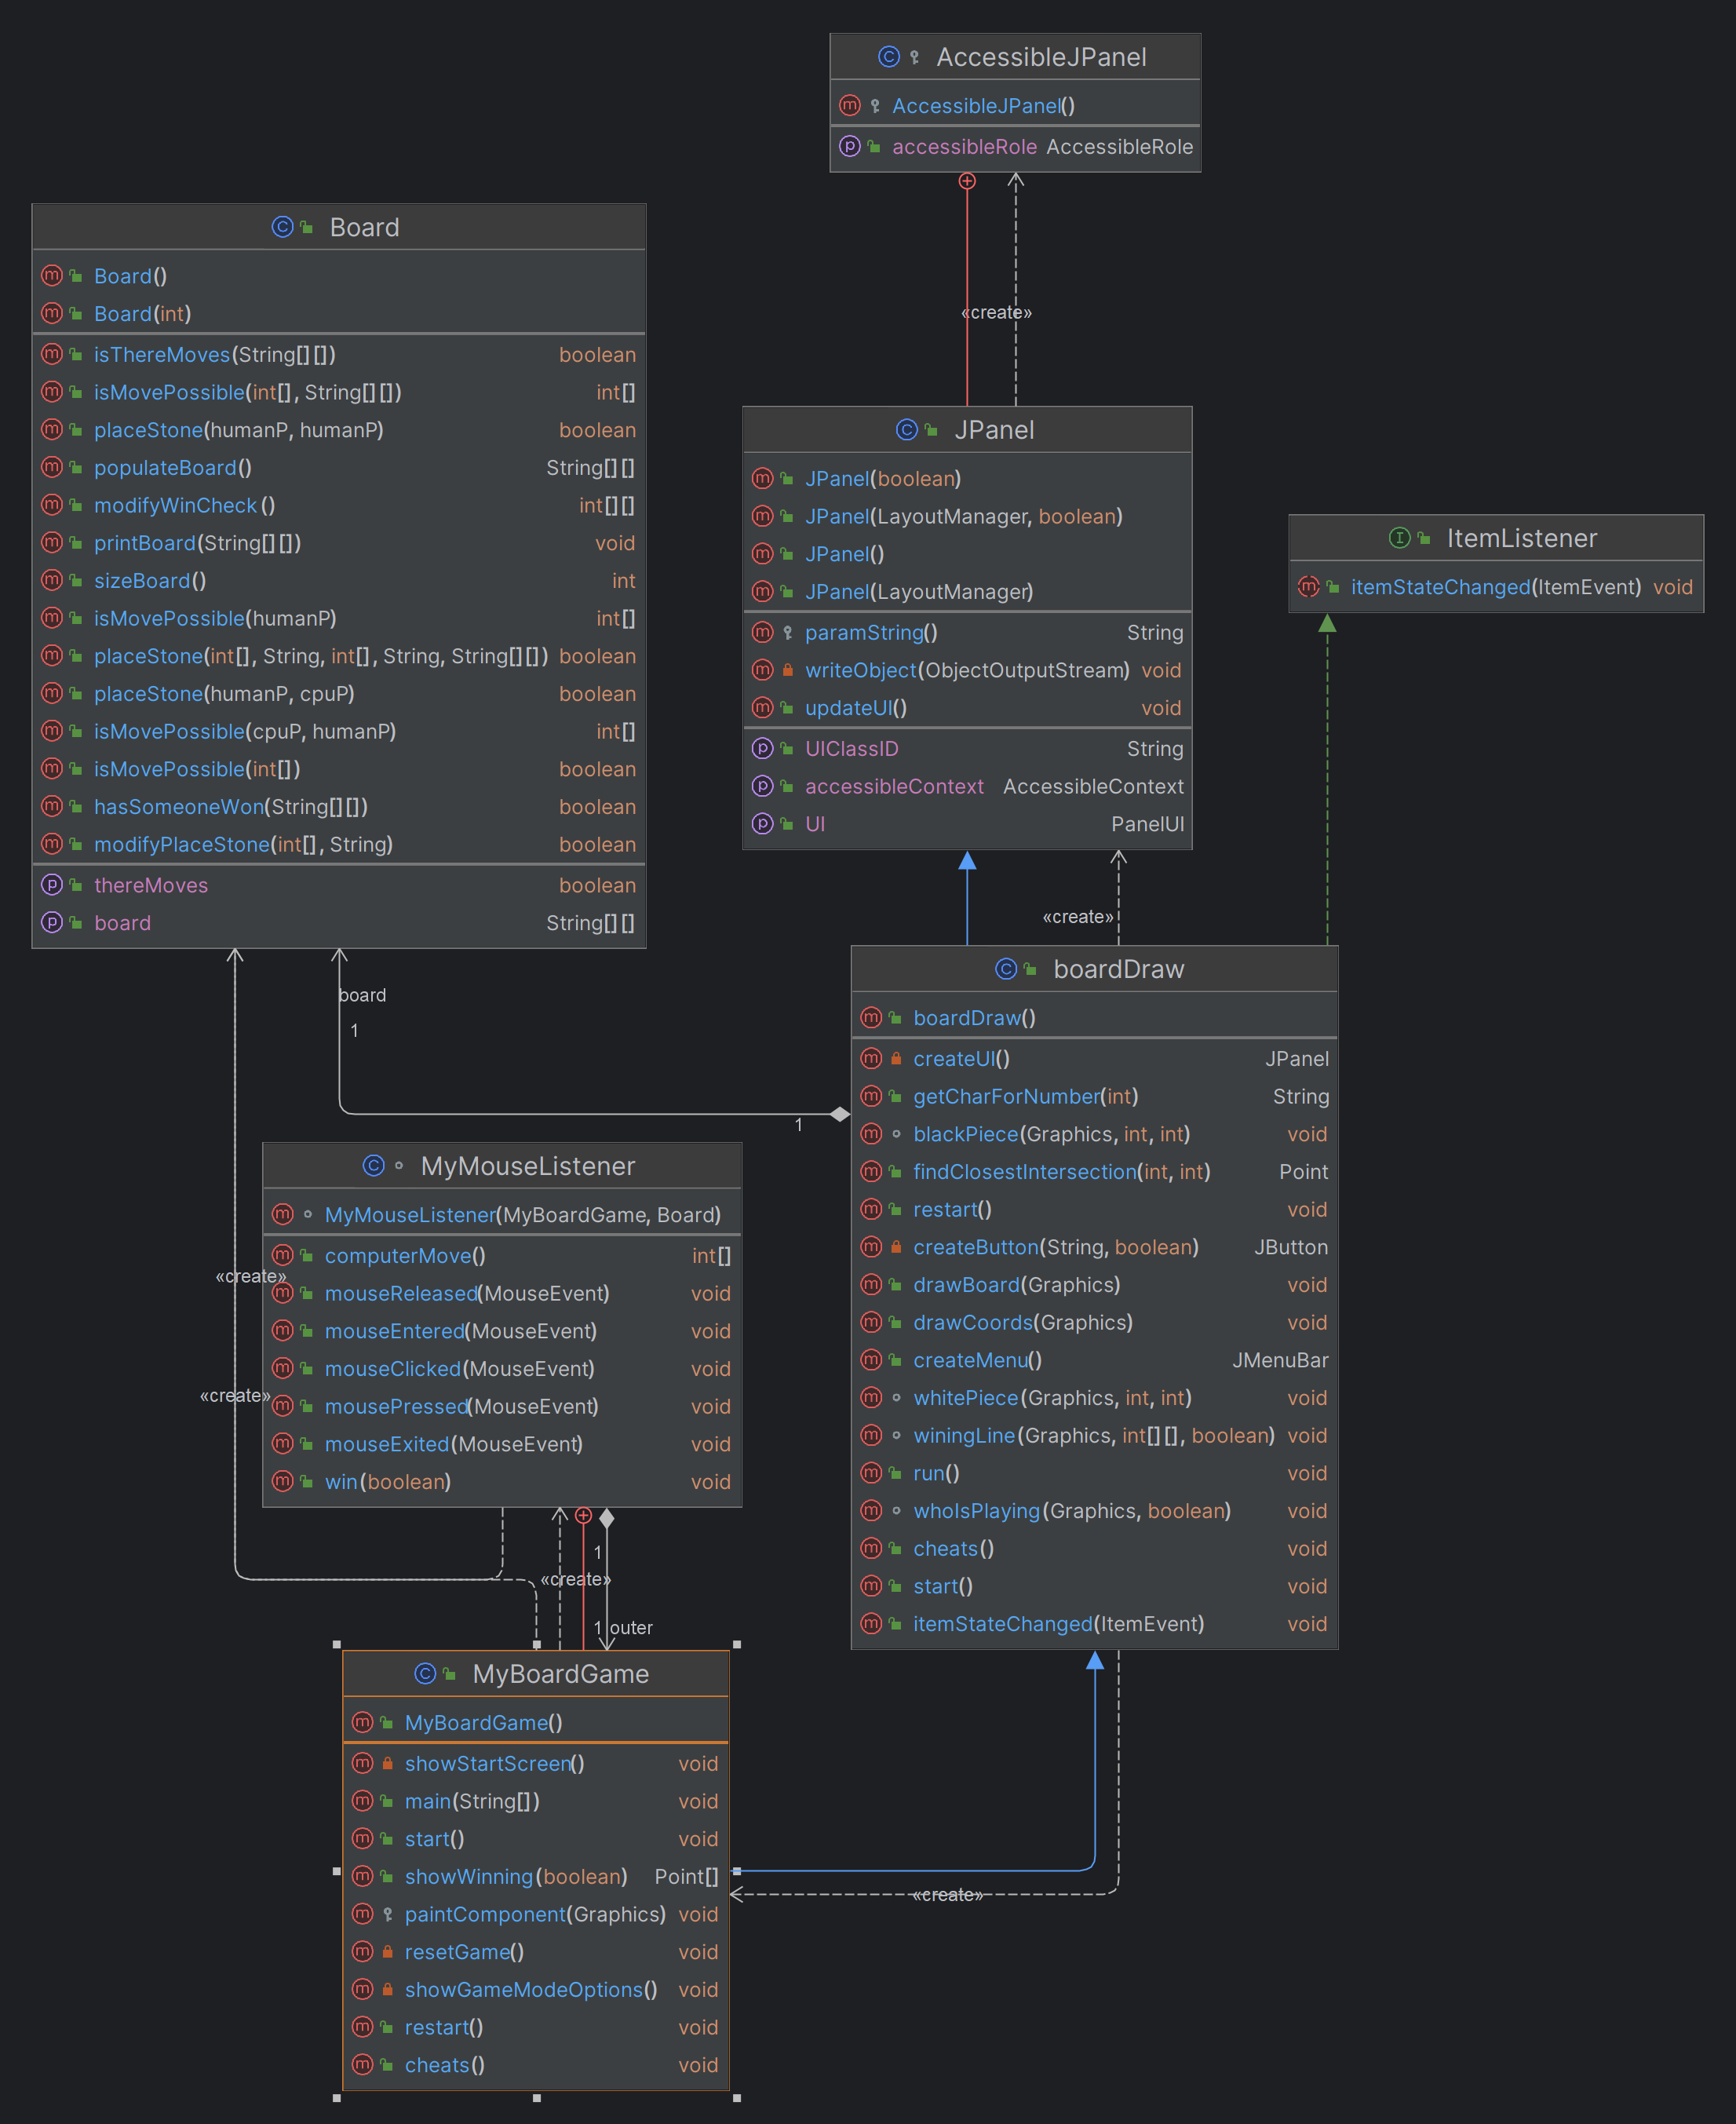 AccessibleJPanel
AccessibleJPanel()
accessibleRole AccessibleRole
«create»
Board
Board()
Board(int)
isThereMoves(String[][]) boolean
isMovePossible(int[], String[][]) int[]
placeStone(humanP, humanP) boolean
populateBoard() String[][]
modifyWinCheck() int[][]
printBoard(String[][]) void
sizeBoard() int
isMovePossible(humanP) int[]
placeStone(int[], String, int[], String, String[][]) boolean
placeStone(humanP, cpuP) boolean
isMovePossible(cpuP, humanP) int[]
isMovePossible(int[]) boolean
hasSomeoneWon(String[][]) boolean
modifyPlaceStone(int[], String) boolean
thereMoves boolean
board String[][]
JPanel
JPanel(boolean)
JPanel(LayoutManager, boolean)
JPanel()
JPanel(LayoutManager)
paramString() String
writeObject(ObjectOutputStream) void
updateUI() void
UIClassID String
accessibleContext AccessibleContext
UI PanelUI
ItemListener
itemStateChanged(ItemEvent) void
«create»
board
1
1
boardDraw
boardDraw()
createUI() JPanel
getCharForNumber(int) String
blackPiece(Graphics, int, int) void
findClosestIntersection(int, int) Point
restart() void
createButton(String, boolean) JButton
drawBoard(Graphics) void
drawCoords(Graphics) void
createMenu() JMenuBar
whitePiece(Graphics, int, int) void
winingLine(Graphics, int[][], boolean) void
run() void
whoIsPlaying(Graphics, boolean) void
cheats() void
start() void
itemStateChanged(ItemEvent) void
MyMouseListener
MyMouseListener(MyBoardGame, Board)
computerMove() int[]
mouseReleased(MouseEvent) void
mouseEntered(MouseEvent) void
mouseClicked(MouseEvent) void
mousePressed(MouseEvent) void
mouseExited(MouseEvent) void
win(boolean) void
«create»
«create»
1
«create»
1 outer
MyBoardGame
MyBoardGame()
showStartScreen() void
main(String[]) void
start() void
showWinning(boolean) Point[]
paintComponent(Graphics) void
resetGame() void
showGameModeOptions() void
restart() void
cheats() void
«create»